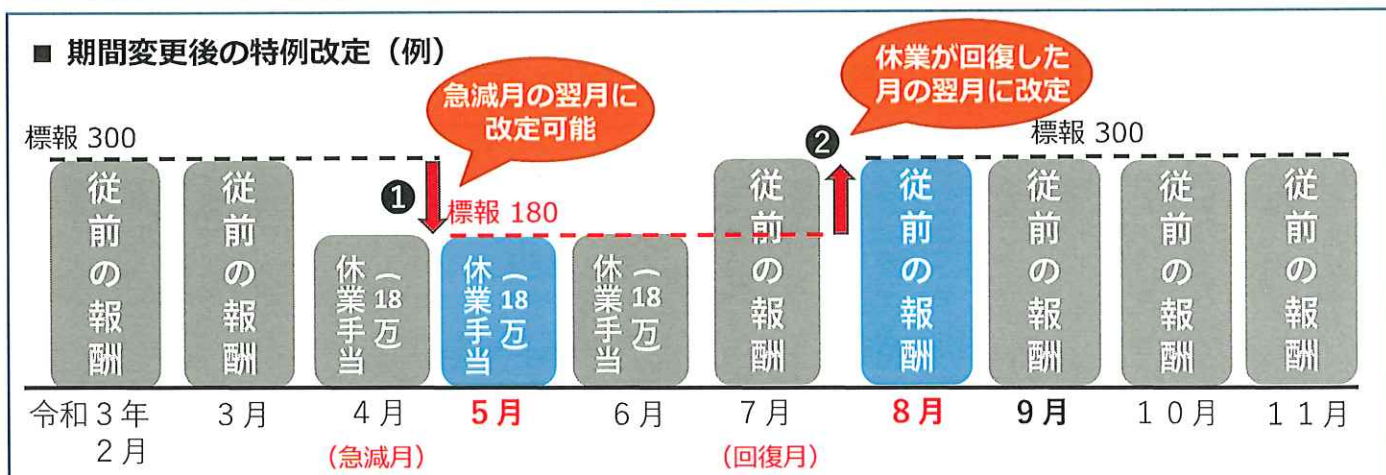 ■ 期間変更後の特例改定（例）
急減月の翌月に
改定可能
休業が回復した
月の翌月に改定
標報 300
❶
標報 180
❷
標報 300
従前の報酬
従前の報酬
休業手当
（18万）
休業手当
（18万）
休業手当
（18万）
従前の報酬
従前の報酬
従前の報酬
従前の報酬
従前の報酬
令和３年
２月
３月
４月
（急減月）
５月
６月
７月
（回復月）
８月
９月
１０月
１１月